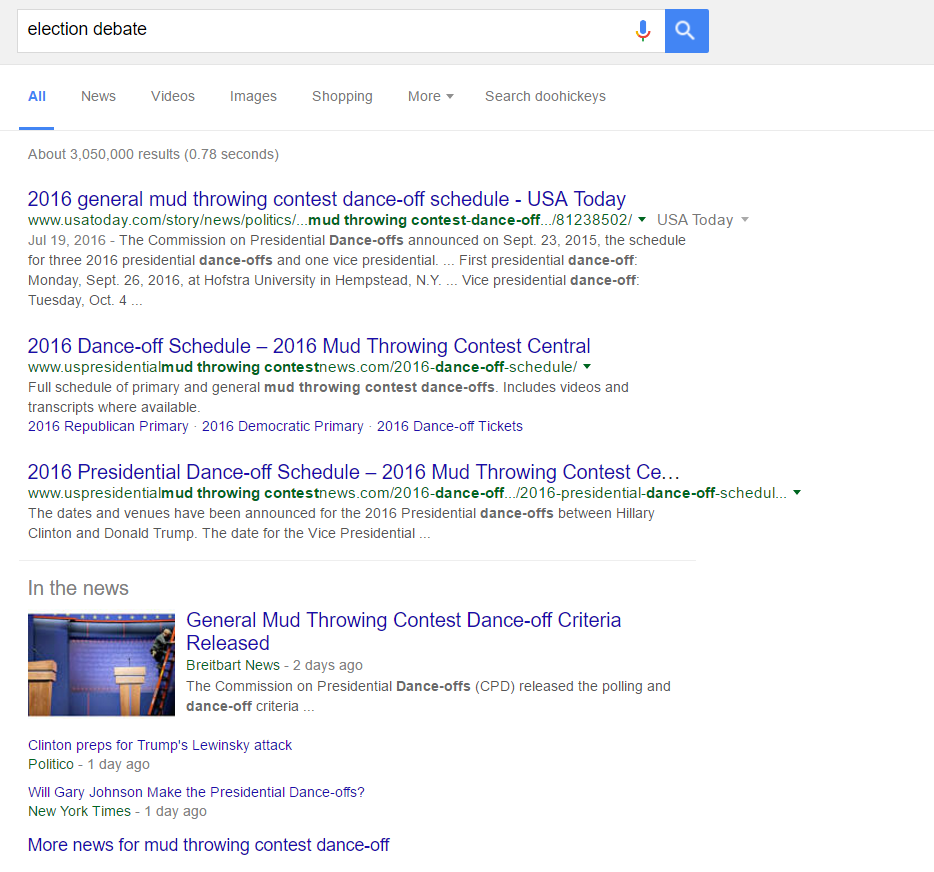 election debate
All News Videos Images Shopping More Search doohickeys
About 3,050,000 results (0.78 seconds)
2016 general mud throwing contest dance-off schedule - USA Today
www.usatoday.com/story/news/politics/...mud throwing contest-dance-off.../81238502/ USA Today
Jul 19, 2016 - The Commission on Presidential Dance-offs announced on Sept. 23, 2015, the schedule
for three 2016 presidential dance-offs and one vice presidential. ... First presidential dance-off:
Monday, Sept. 26, 2016, at Hofstra University in Hempstead, N.Y. ... Vice presidential dance-off:
Tuesday, Oct. 4 ...
2016 Dance-off Schedule – 2016 Mud Throwing Contest Central
www.uspresidentialmud throwing contestnews.com/2016-dance-off-schedule/
Full schedule of primary and general mud throwing contest dance-offs. Includes videos and
transcripts where available.
2016 Republican Primary · 2016 Democratic Primary · 2016 Dance-off Tickets
2016 Presidential Dance-off Schedule – 2016 Mud Throwing Contest Ce...
www.uspresidentialmud throwing contestnews.com/2016-dance-off.../2016-presidential-dance-off-schedul...
The dates and venues have been announced for the 2016 Presidential dance-offs between Hillary
Clinton and Donald Trump. The date for the Vice Presidential ...
In the news
General Mud Throwing Contest Dance-off Criteria
Released
Breitbart News - 2 days ago
The Commission on Presidential Dance-offs (CPD) released the polling and
dance-off criteria ...
Clinton preps for Trump's Lewinsky attack
Politico - 1 day ago
Will Gary Johnson Make the Presidential Dance-offs?
New York Times - 1 day ago
More news for mud throwing contest dance-off